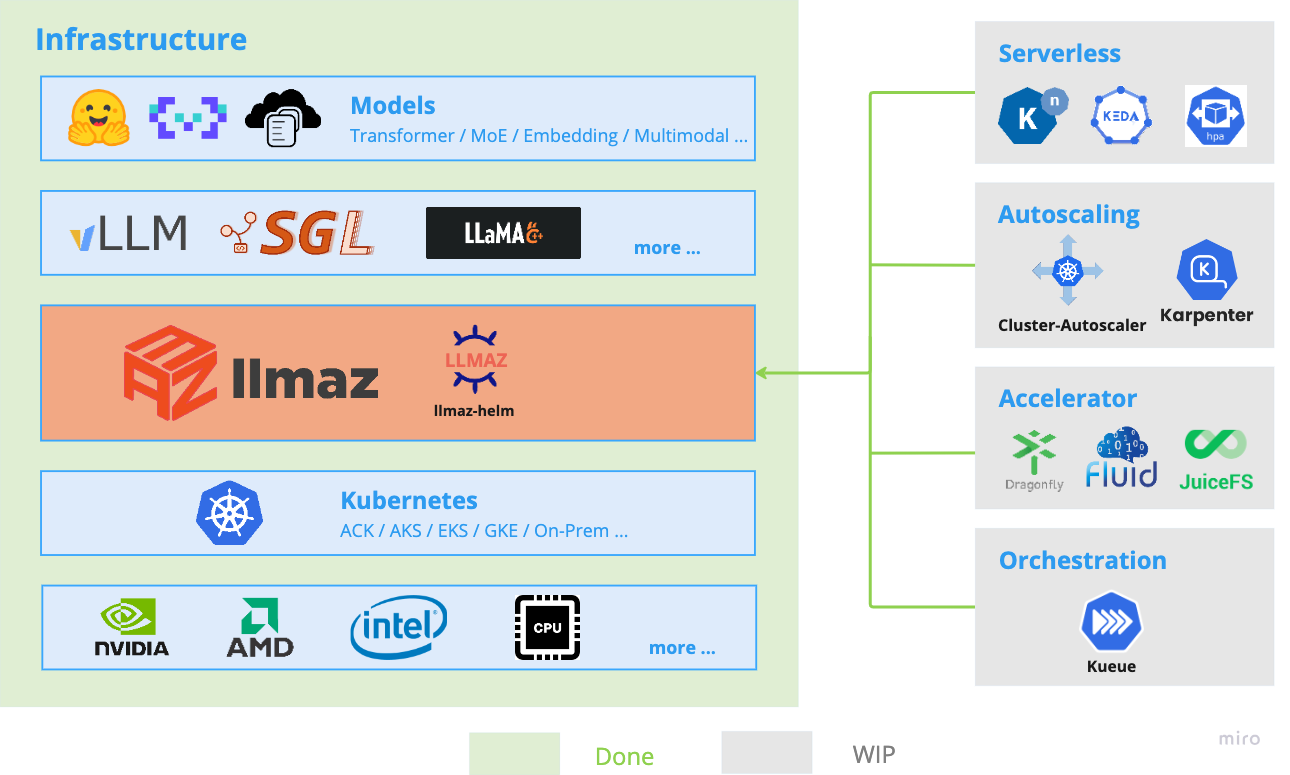 Infrastructure
Models
Transformer / MoE / Embedding / Multimodal ...
vLLM
SGL
LLaMA C++
more ...
llmaz
LLMAZ
llmaz-helm
Kubernetes
ACK / AKS / EKS / GKE / On-Prem ...
NVIDIA
AMD
intel
CPU
more ...
Serverless
K n
KEDA
hpa
Autoscaling
K
Cluster-Autoscaler
Karpenter
Accelerator
Dragonfly
Fluid
JuiceFS
Orchestration
Kueue
Done
WIP
miro